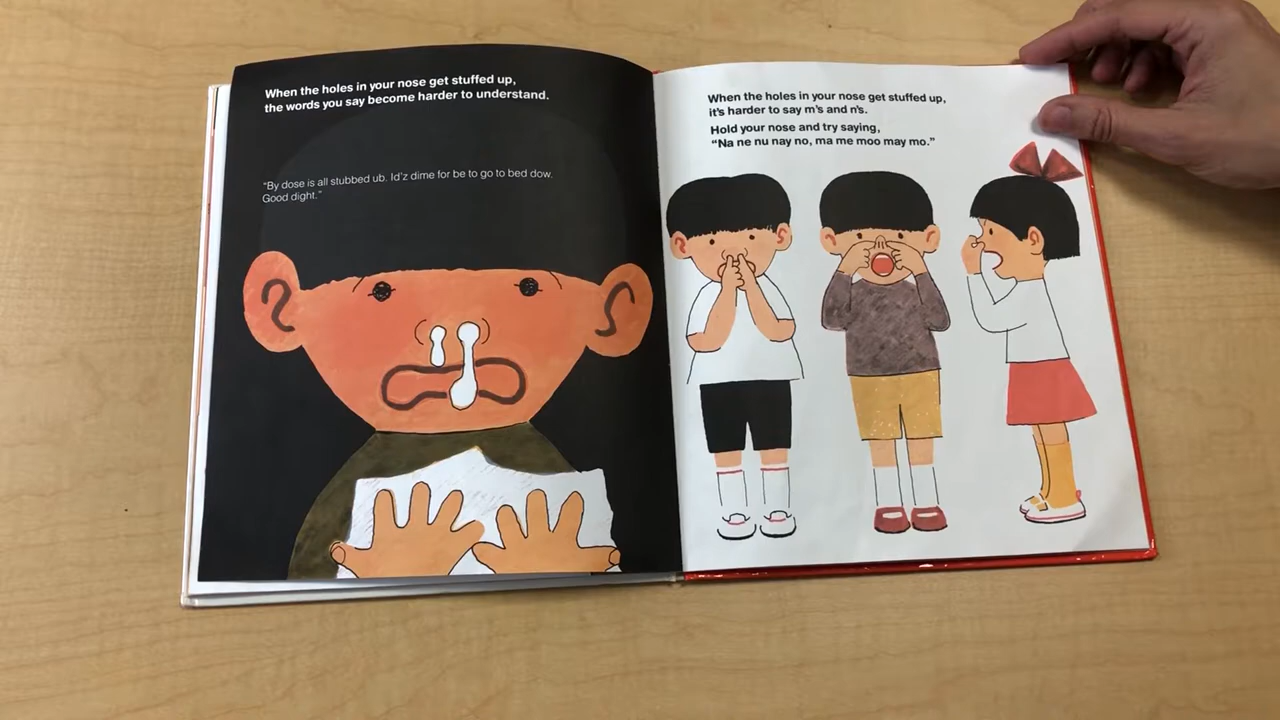 When the holes in your nose get stuffed up,
the words you say become harder to understand.
"By dose is all stubbed ub. Id'z dime for be to go to bed dow.
Good dight."
When the holes in your nose get stuffed up,
it's harder to say m's and n's.
Hold your nose and try saying,
"Na ne nu nay no, ma me moo may mo."